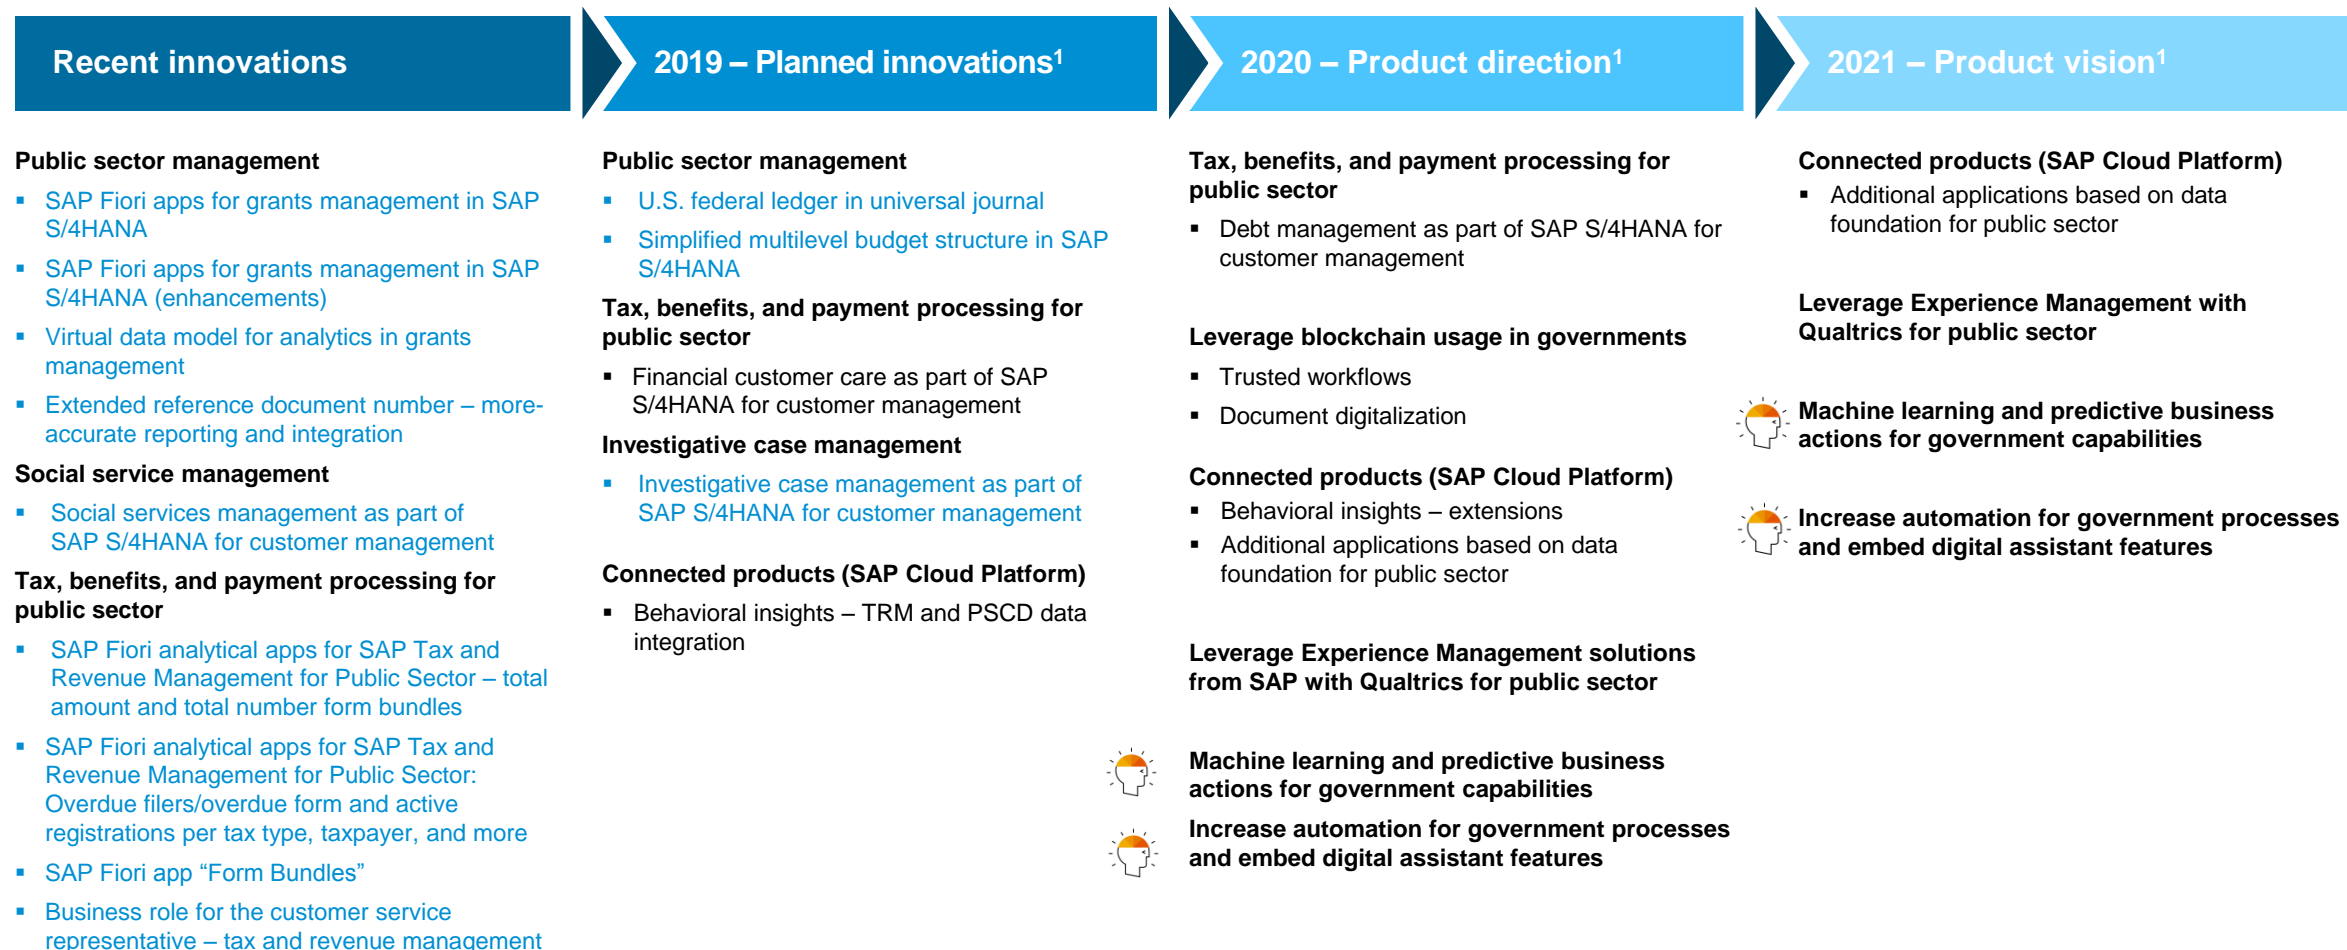 Recent innovations
Public sector management
▪ SAP Fiori apps for grants management in SAP
S/4HANA
▪ SAP Fiori apps for grants management in SAP
S/4HANA (enhancements)
▪ Virtual data model for analytics in grants
management
▪ Extended reference document number – more-
accurate reporting and integration
Social service management
▪ Social services management as part of
SAP S/4HANA for customer management
Tax, benefits, and payment processing for
public sector
▪ SAP Fiori analytical apps for SAP Tax and
Revenue Management for Public Sector – total
amount and total number form bundles
▪ SAP Fiori analytical apps for SAP Tax and
Revenue Management for Public Sector:
Overdue filers/overdue form and active
registrations per tax type, taxpayer, and more
▪ SAP Fiori app “Form Bundles”
▪ Business role for the customer service
representative – tax and revenue management
2019 – Planned innovations¹
Public sector management
▪ U.S. federal ledger in universal journal
▪ Simplified multilevel budget structure in SAP
S/4HANA
Tax, benefits, and payment processing for
public sector
▪ Financial customer care as part of SAP
S/4HANA for customer management
Investigative case management
▪ Investigative case management as part of
SAP S/4HANA for customer management
Connected products (SAP Cloud Platform)
▪ Behavioral insights – TRM and PSCD data
integration
2020 – Product direction¹
Tax, benefits, and payment processing for
public sector
▪ Debt management as part of SAP S/4HANA for
customer management
Leverage blockchain usage in governments
▪ Trusted workflows
▪ Document digitalization
Connected products (SAP Cloud Platform)
▪ Behavioral insights – extensions
▪ Additional applications based on data
foundation for public sector
Leverage Experience Management solutions
from SAP with Qualtrics for public sector
Machine learning and predictive business
actions for government capabilities
Increase automation for government processes
and embed digital assistant features
2021 – Product vision¹
Connected products (SAP Cloud Platform)
▪ Additional applications based on data
foundation for public sector
Leverage Experience Management with
Qualtrics for public sector
Machine learning and predictive business
actions for government capabilities
Increase automation for government processes
and embed digital assistant features